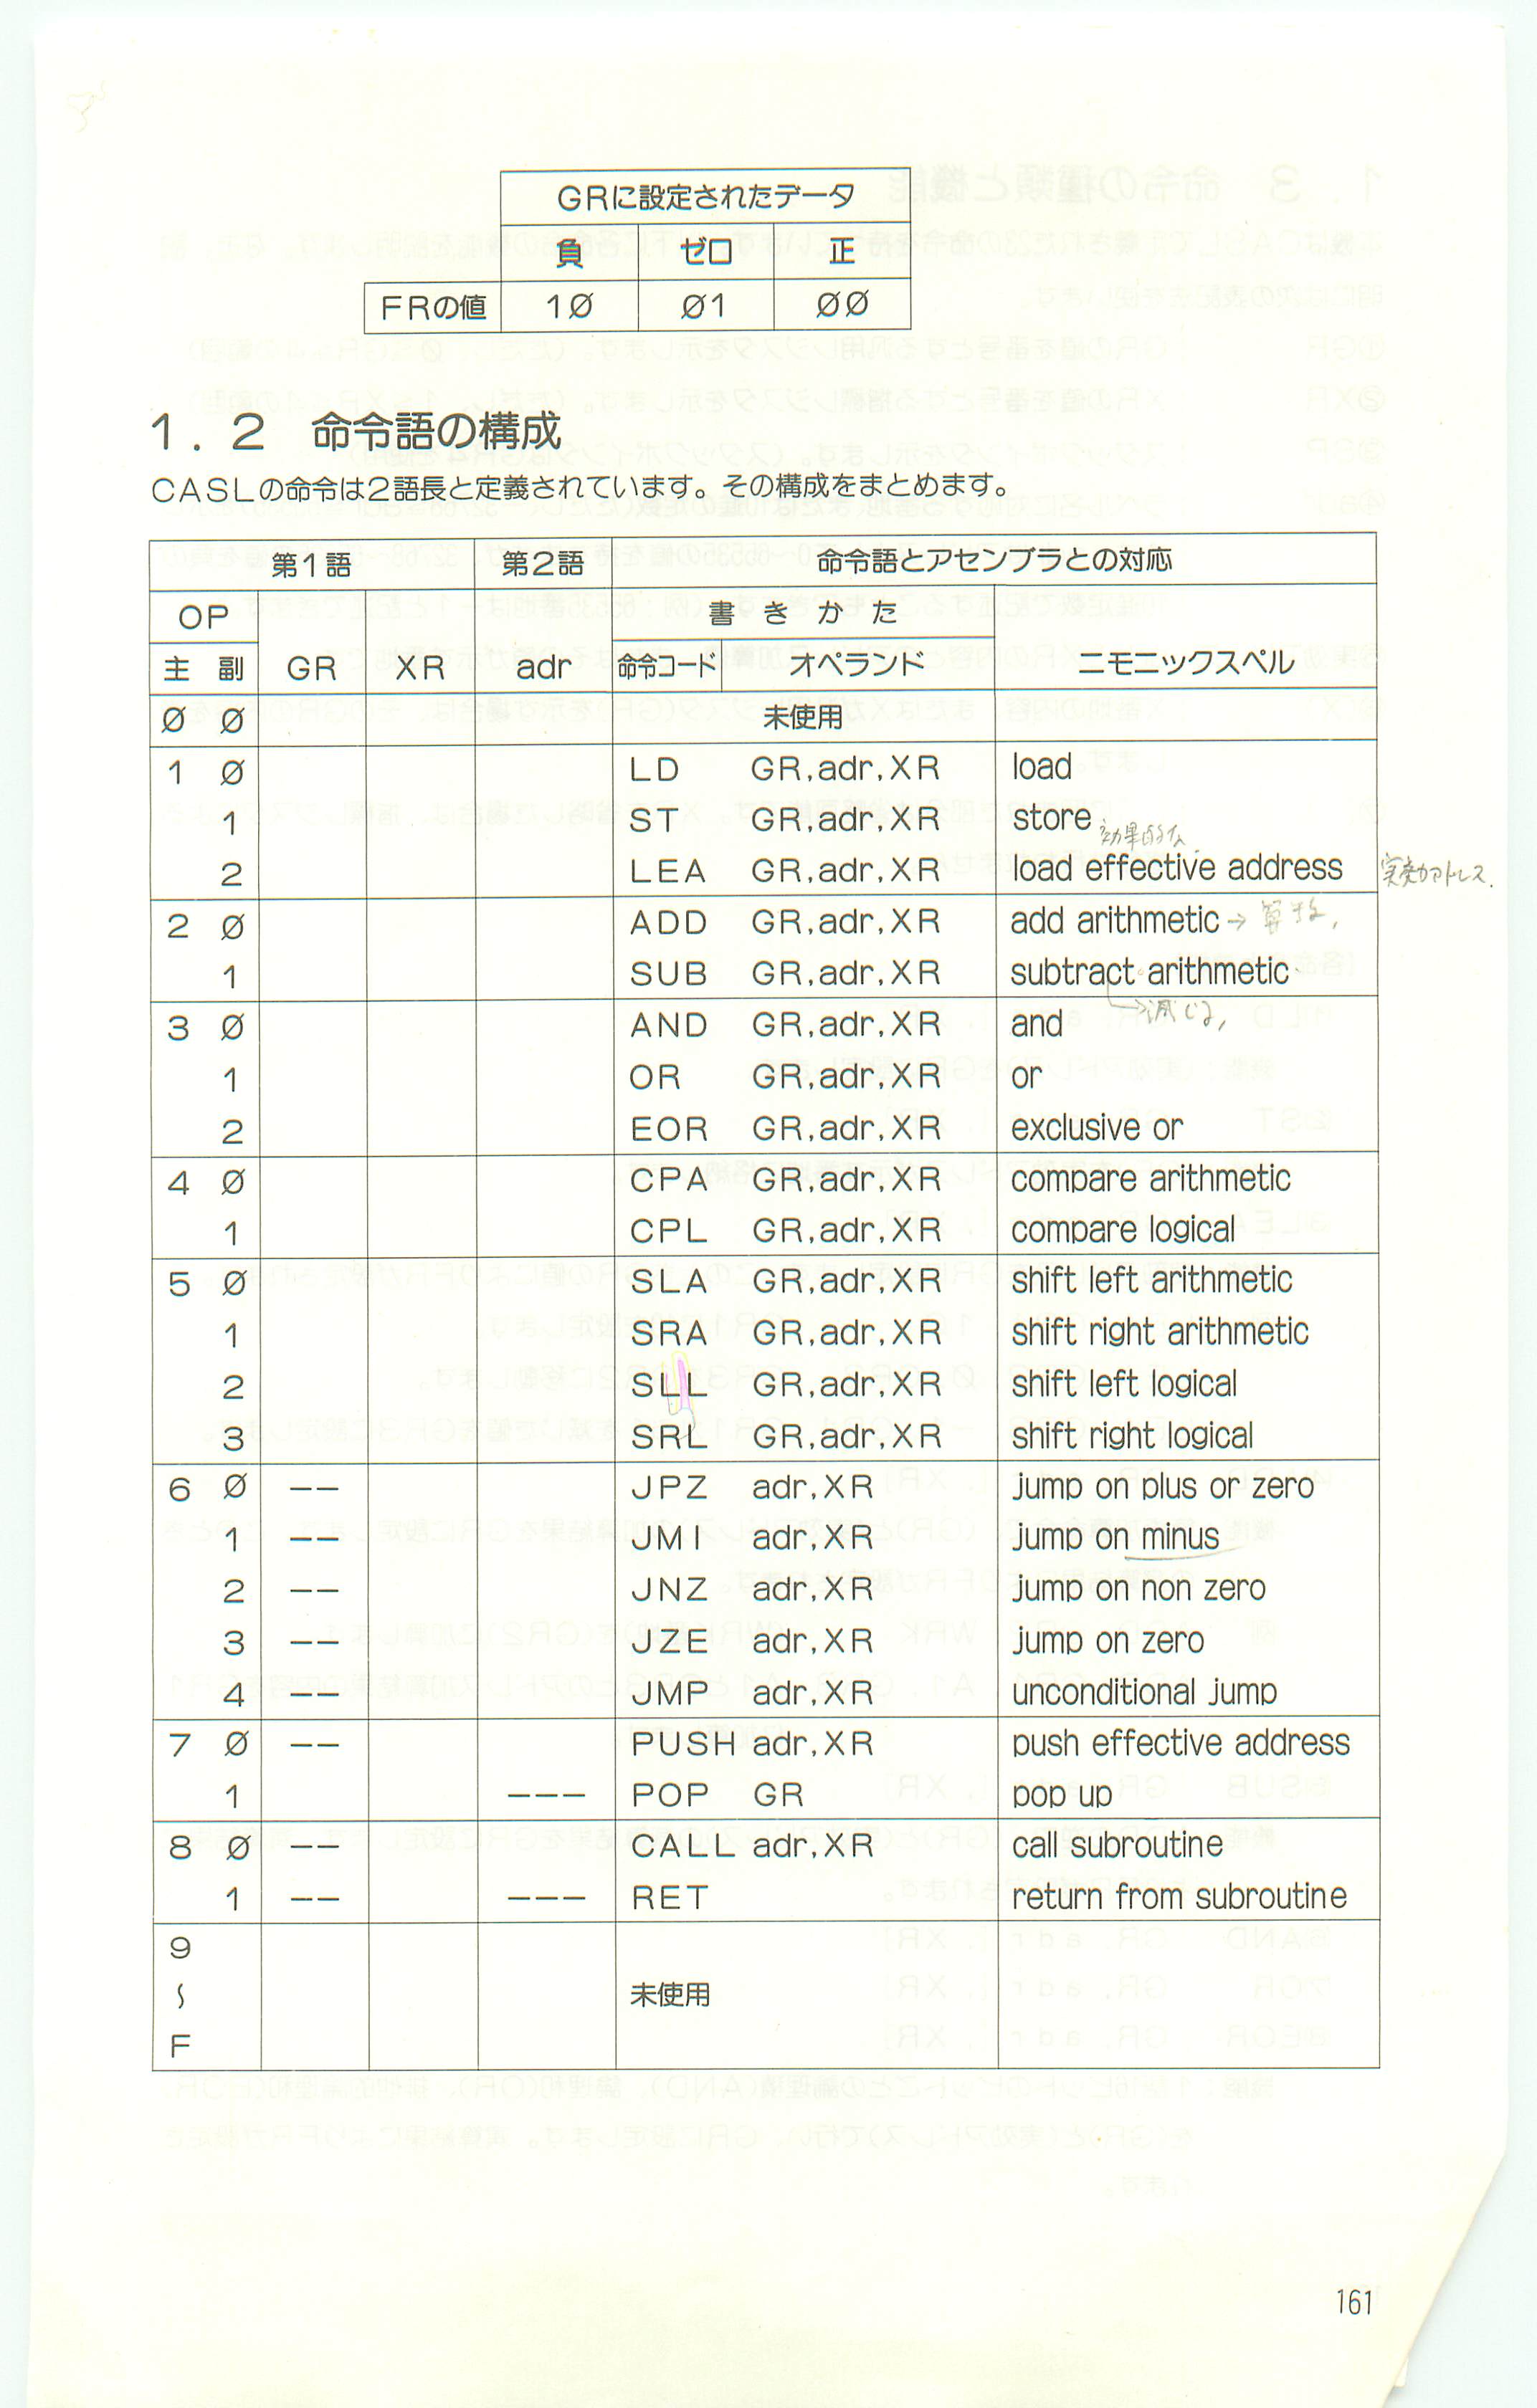 GRに設定されたデータ
負 ゼロ 正
FRの値 1Ø Ø1 ØØ
1.2 命令語の構成
CASLの命令は2語長と定義されています。その構成をまとめます。
第1語 第2語 命令語とアセンブラとの対応
OP 書きかた
主 副 GR XR adr 命令コード オペランド ニモニックスペル
Ø Ø 未使用
1 Ø LD GR,adr,XR load
1 ST GR,adr,XR store
効果的な
2 LEA GR,adr,XR load effective address 実効アドレス.
2 Ø ADD GR,adr,XR add arithmetic →
1 SUB GR,adr,XR subtract arithmetic
→減じる,
3 Ø AND GR,adr,XR and
1 OR GR,adr,XR or
2 EOR GR,adr,XR exclusive or
4 Ø CPA GR,adr,XR compare arithmetic
1 CPL GR,adr,XR compare logical
5 Ø SLA GR,adr,XR shift left arithmetic
1 SRA GR,adr,XR shift right arithmetic
2 SLL GR,adr,XR shift left logical
3 SRL GR,adr,XR shift right logical
6 Ø -- JPZ adr,XR jump on plus or zero
1 -- JMI adr,XR jump on minus
2 -- JNZ adr,XR jump on non zero
3 -- JZE adr,XR jump on zero
4 -- JMP adr,XR unconditional jump
7 Ø -- PUSH adr,XR push effective address
1 --- POP GR pop up
8 Ø -- CALL adr,XR call subroutine
1 -- --- RET return from subroutine
9
〜 未使用
F
161